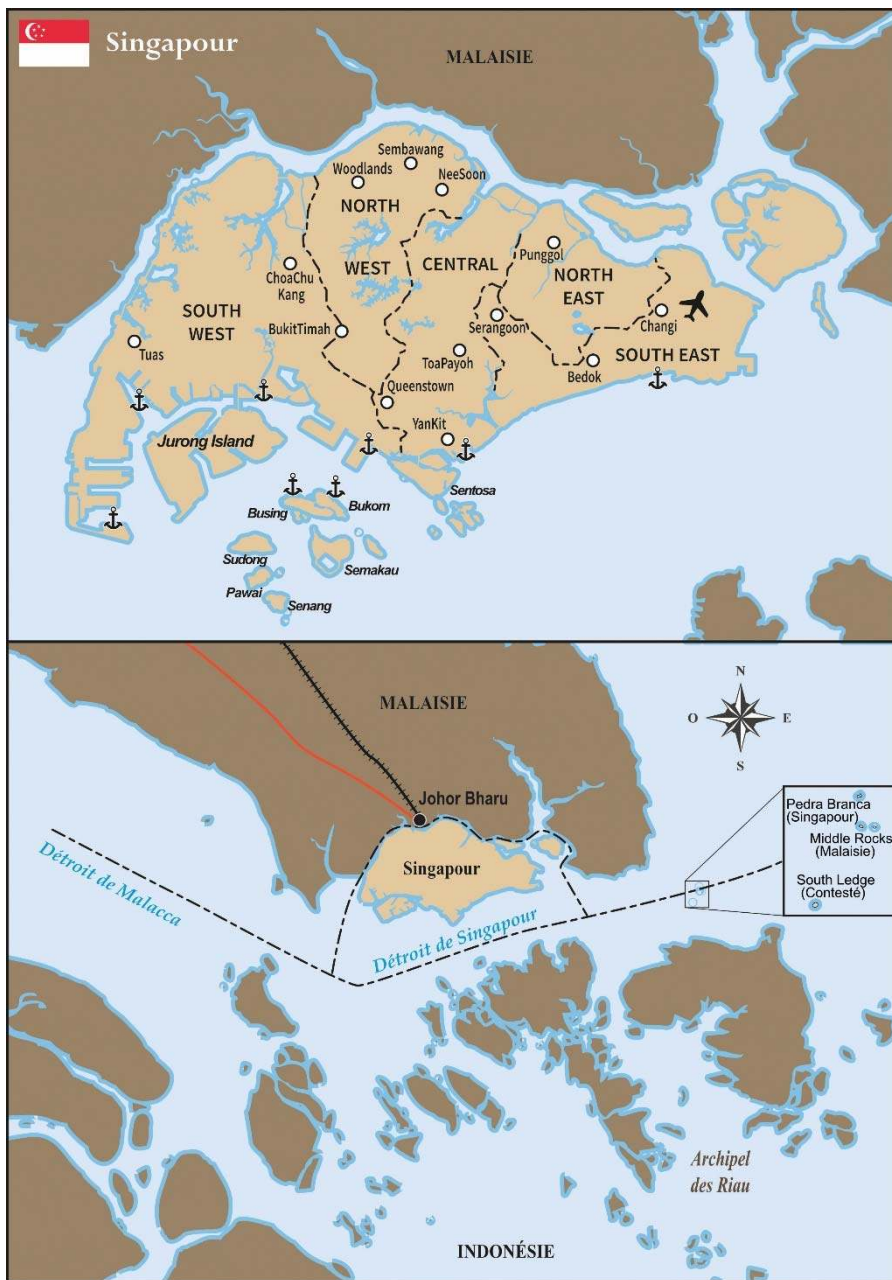 Singapour
MALAISIE
Sembawang
Woodlands
NeeSoon
NORTH
WEST
CENTRAL
Punggol
NORTH
EAST
ChoaChu
Kang
SOUTH
WEST
BukitTimah
Serangoon
Changi
Tuas
ToaPayoh
SOUTH EAST
Bedok
Queenstown
YanKit
Jurong Island
Sentosa
Busing
Bukom
Sudong
Semakau
Pawai
Senang
MALAISIE
N
O
E
S
Johor Bharu
Pedra Branca
(Singapour)
Middle Rocks
(Malaisie)
South Ledge
(Contesté)
Singapour
Détroit de Malacca
Détroit de Singapour
Archipel
des Riau
INDONÉSIE